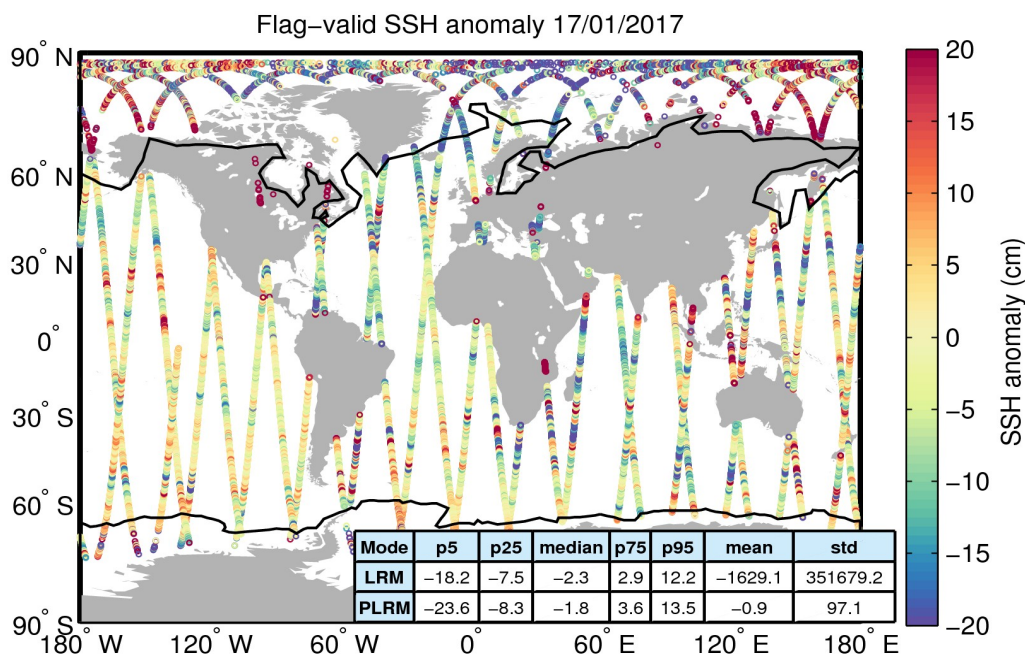 Flag−valid SSH anomaly 17/01/2017
90° N
60° N
30° N
0°
30° S
60° S
90° S
180° W
120° W
60° W
0°
60° E
120° E
180° E
20
15
10
5
0
−5
−10
−15
−20
SSH anomaly (cm)
Mode p5 p25 median p75 p95 mean std
LRM −18.2 −7.5 −2.3 2.9 12.2 −1629.1 351679.2
PLRM −23.6 −8.3 −1.8 3.6 13.5 −0.9 97.1